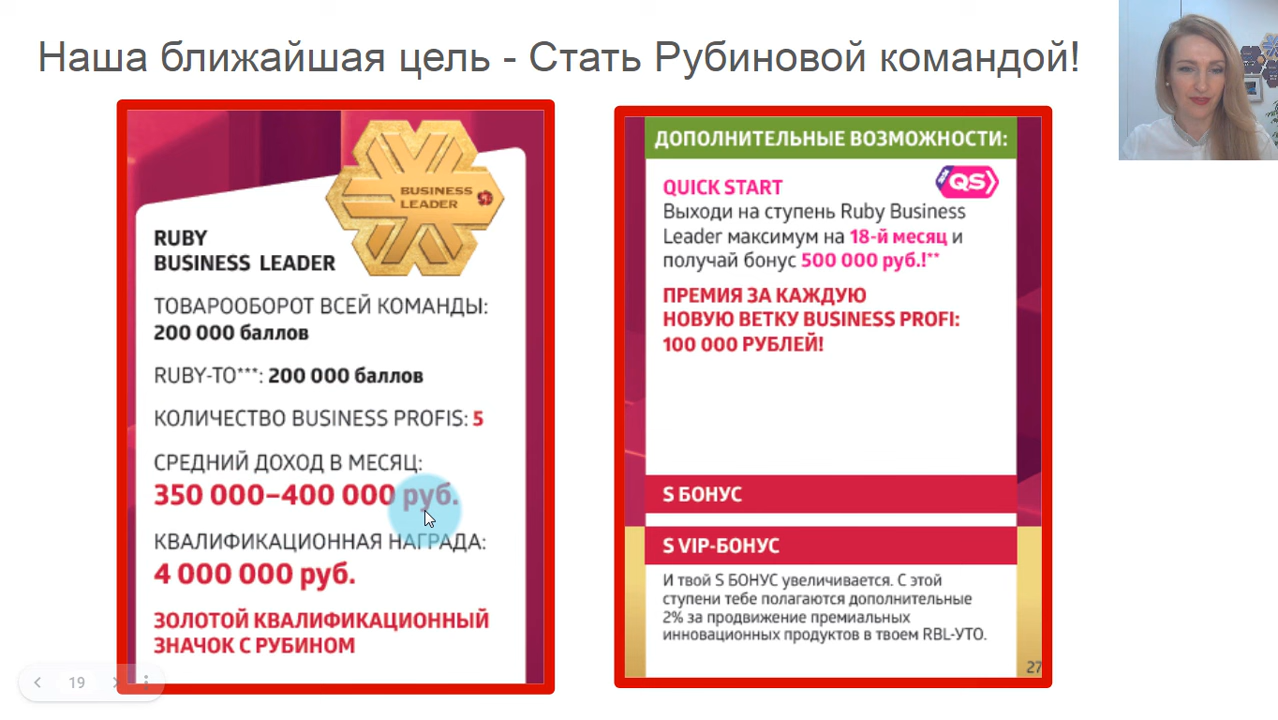 Наша ближайшая цель - Стать Рубиновой командой!
BUSINESS
LEADER
RUBY
BUSINESS LEADER
ТОВАРООБОРОТ ВСЕЙ КОМАНДЫ:
200 000 баллов
RUBY-ТО***: 200 000 баллов
КОЛИЧЕСТВО BUSINESS PROFIS: 5
СРЕДНИЙ ДОХОД В МЕСЯЦ:
350 000–400 000 руб.
КВАЛИФИКАЦИОННАЯ НАГРАДА:
4 000 000 руб.
ЗОЛОТОЙ КВАЛИФИКАЦИОННЫЙ
ЗНАЧОК С РУБИНОМ
ДОПОЛНИТЕЛЬНЫЕ ВОЗМОЖНОСТИ:
QUICK START
QS
Выходи на ступень Ruby Business
Leader максимум на 18-й месяц и
получай бонус 500 000 руб.!**
ПРЕМИЯ ЗА КАЖДУЮ
НОВУЮ ВЕТКУ BUSINESS PROFI:
100 000 РУБЛЕЙ!
S БОНУС
S VIP-БОНУС
И твой S БОНУС увеличивается. С этой
ступени тебе полагаются дополнительные
2% за продвижение премиальных
инновационных продуктов в твоем RBL-УТО.
27
19